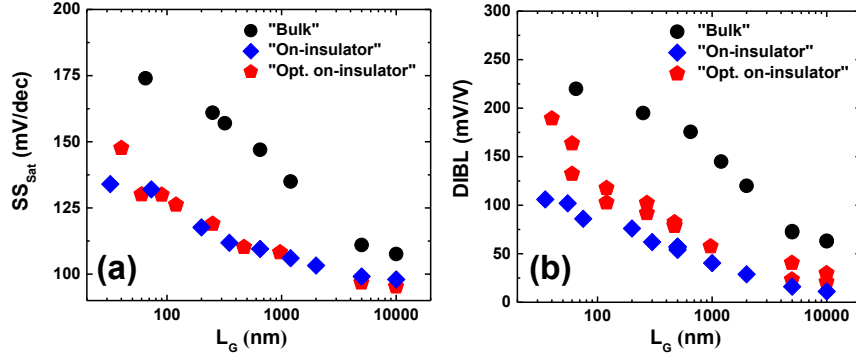 200
175
150
125
100
SS_Sat (mV/dec)
"Bulk"
"On-insulator"
"Opt. on-insulator"
(a)
100
1000
10000
L_G (nm)
300
250
200
150
100
50
0
DIBL (mV/V)
"Bulk"
"On-insulator"
"Opt. on-insulator"
(b)
100
1000
10000
L_G (nm)